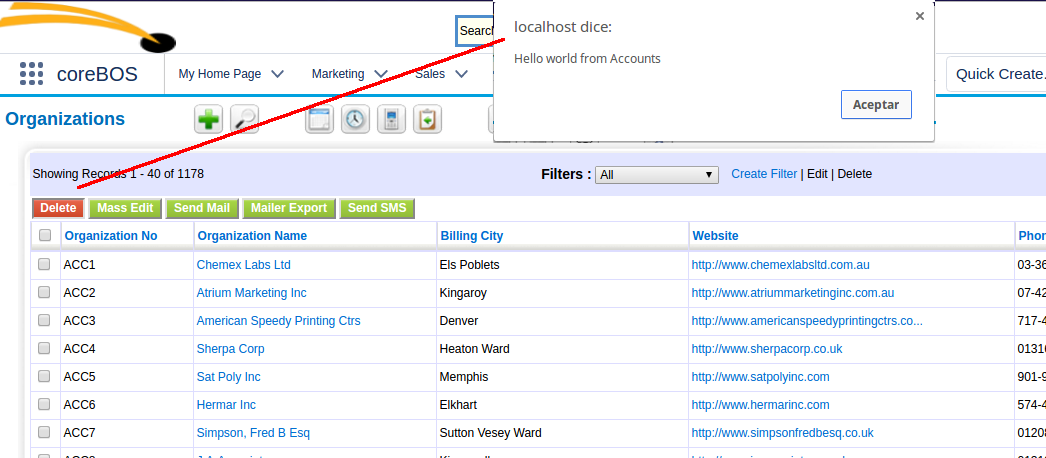 localhost dice:
Hello world from Accounts
Aceptar
coreBOS
My Home Page
Marketing
Sales
Quick Create.
Organizations
Showing Records 1 - 40 of 1178
Filters : All Create Filter | Edit | Delete
Delete Mass Edit Send Mail Mailer Export Send SMS
Organization No Organization Name Billing City Website
ACC1 Chemex Labs Ltd Els Poblets http://www.chemexlabsltd.com.au 03-36
ACC2 Atrium Marketing Inc Kingaroy http://www.atriummarketinginc.com.au 07-42
ACC3 American Speedy Printing Ctrs Denver http://www.americanspeedyprintingctrs.co... 717-4
ACC4 Sherpa Corp Heaton Ward http://www.sherpacorp.co.uk
ACC5 Sat Poly Inc Memphis http://www.satpolyinc.com 901-9
ACC6 Hermar Inc Elkhart http://www.hermarinc.com 574-4
ACC7 Simpson, Fred B Esq Sutton Vesey Ward http://www.simpsonfredbesq.co.uk